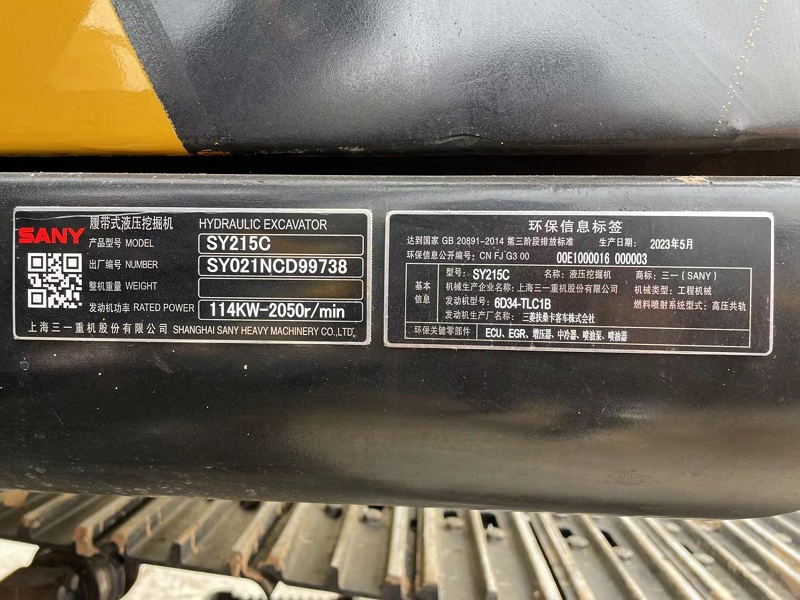 SANY
履带式液压挖掘机 HYDRAULIC EXCAVATOR
产品型号 MODEL SY215C
出厂编号 NUMBER SY021NCD99738
整机重量 WEIGHT
发动机功率 RATED POWER 114KW-2050r/min
上海三一重机股份有限公司 SHANGHAI SANY HEAVY MACHINERY CO.,LTD.
环保信息标签
达到国家 GB 20891-2014 第三阶段排放标准 生产日期: 2023年5月
环保信息公开编号: CN FJ G3 00 00E1000016 000003
基本信息
型号: SY215C 名称: 液压挖掘机 商标: 三一(SANY)
机械生产企业名称: 上海三一重机股份有限公司 机械类型: 工程机械
发动机型号: 6D34-TLC1B 燃料喷射系统型式: 高压共轨
发动机生产厂名称: 三菱扶桑卡客车株式会社
环保关键零部件 ECU、EGR、增压器、中冷器、喷油泵、喷油器